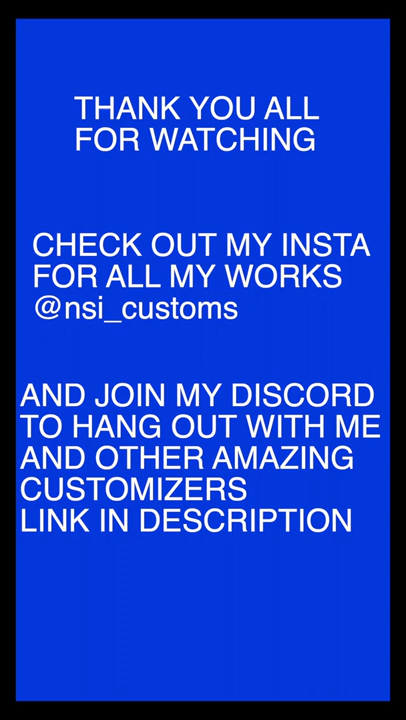 THANK YOU ALL
FOR WATCHING
CHECK OUT MY INSTA
FOR ALL MY WORKS
@nsi_customs
AND JOIN MY DISCORD
TO HANG OUT WITH ME
AND OTHER AMAZING
CUSTOMIZERS
LINK IN DESCRIPTION